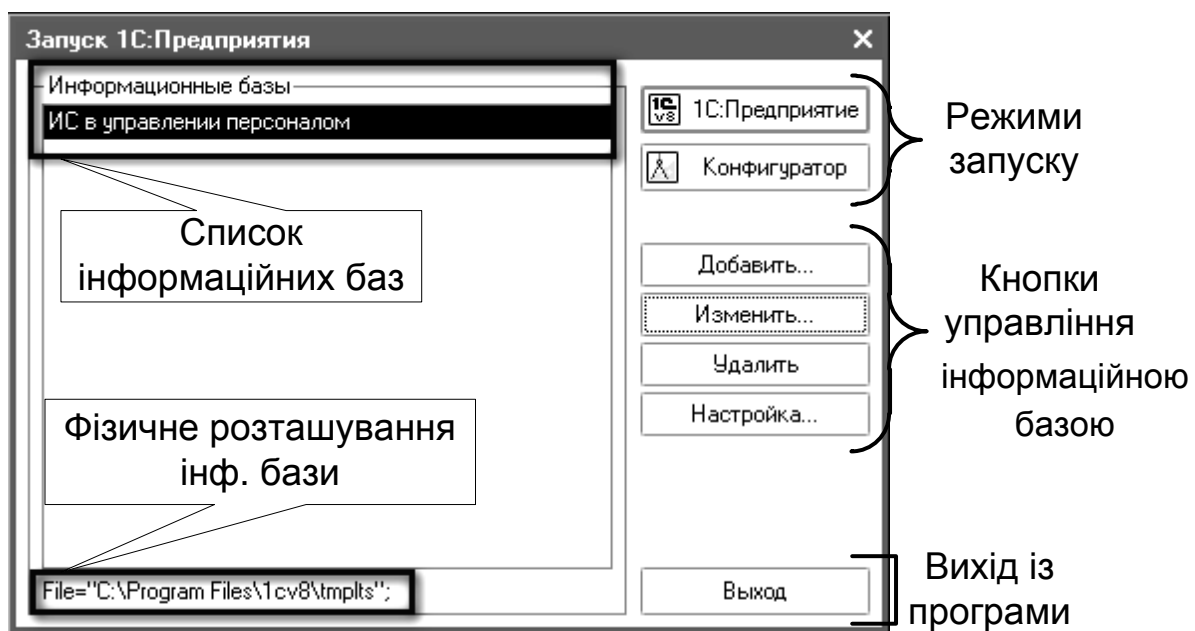 Запуск 1С:Предприятия
Информационные базы
ИС в управлении персоналом
1С:Предприятие
Конфигуратор
Режими
запуску
Список
інформаційних баз
Добавить...
Изменить...
Удалить
Настройка...
Кнопки
управління
інформаційною
базою
Фізичне розташування
інф. бази
File="C:\Program Files\1cv8\tmplts";
Выход
Вихід із
програми